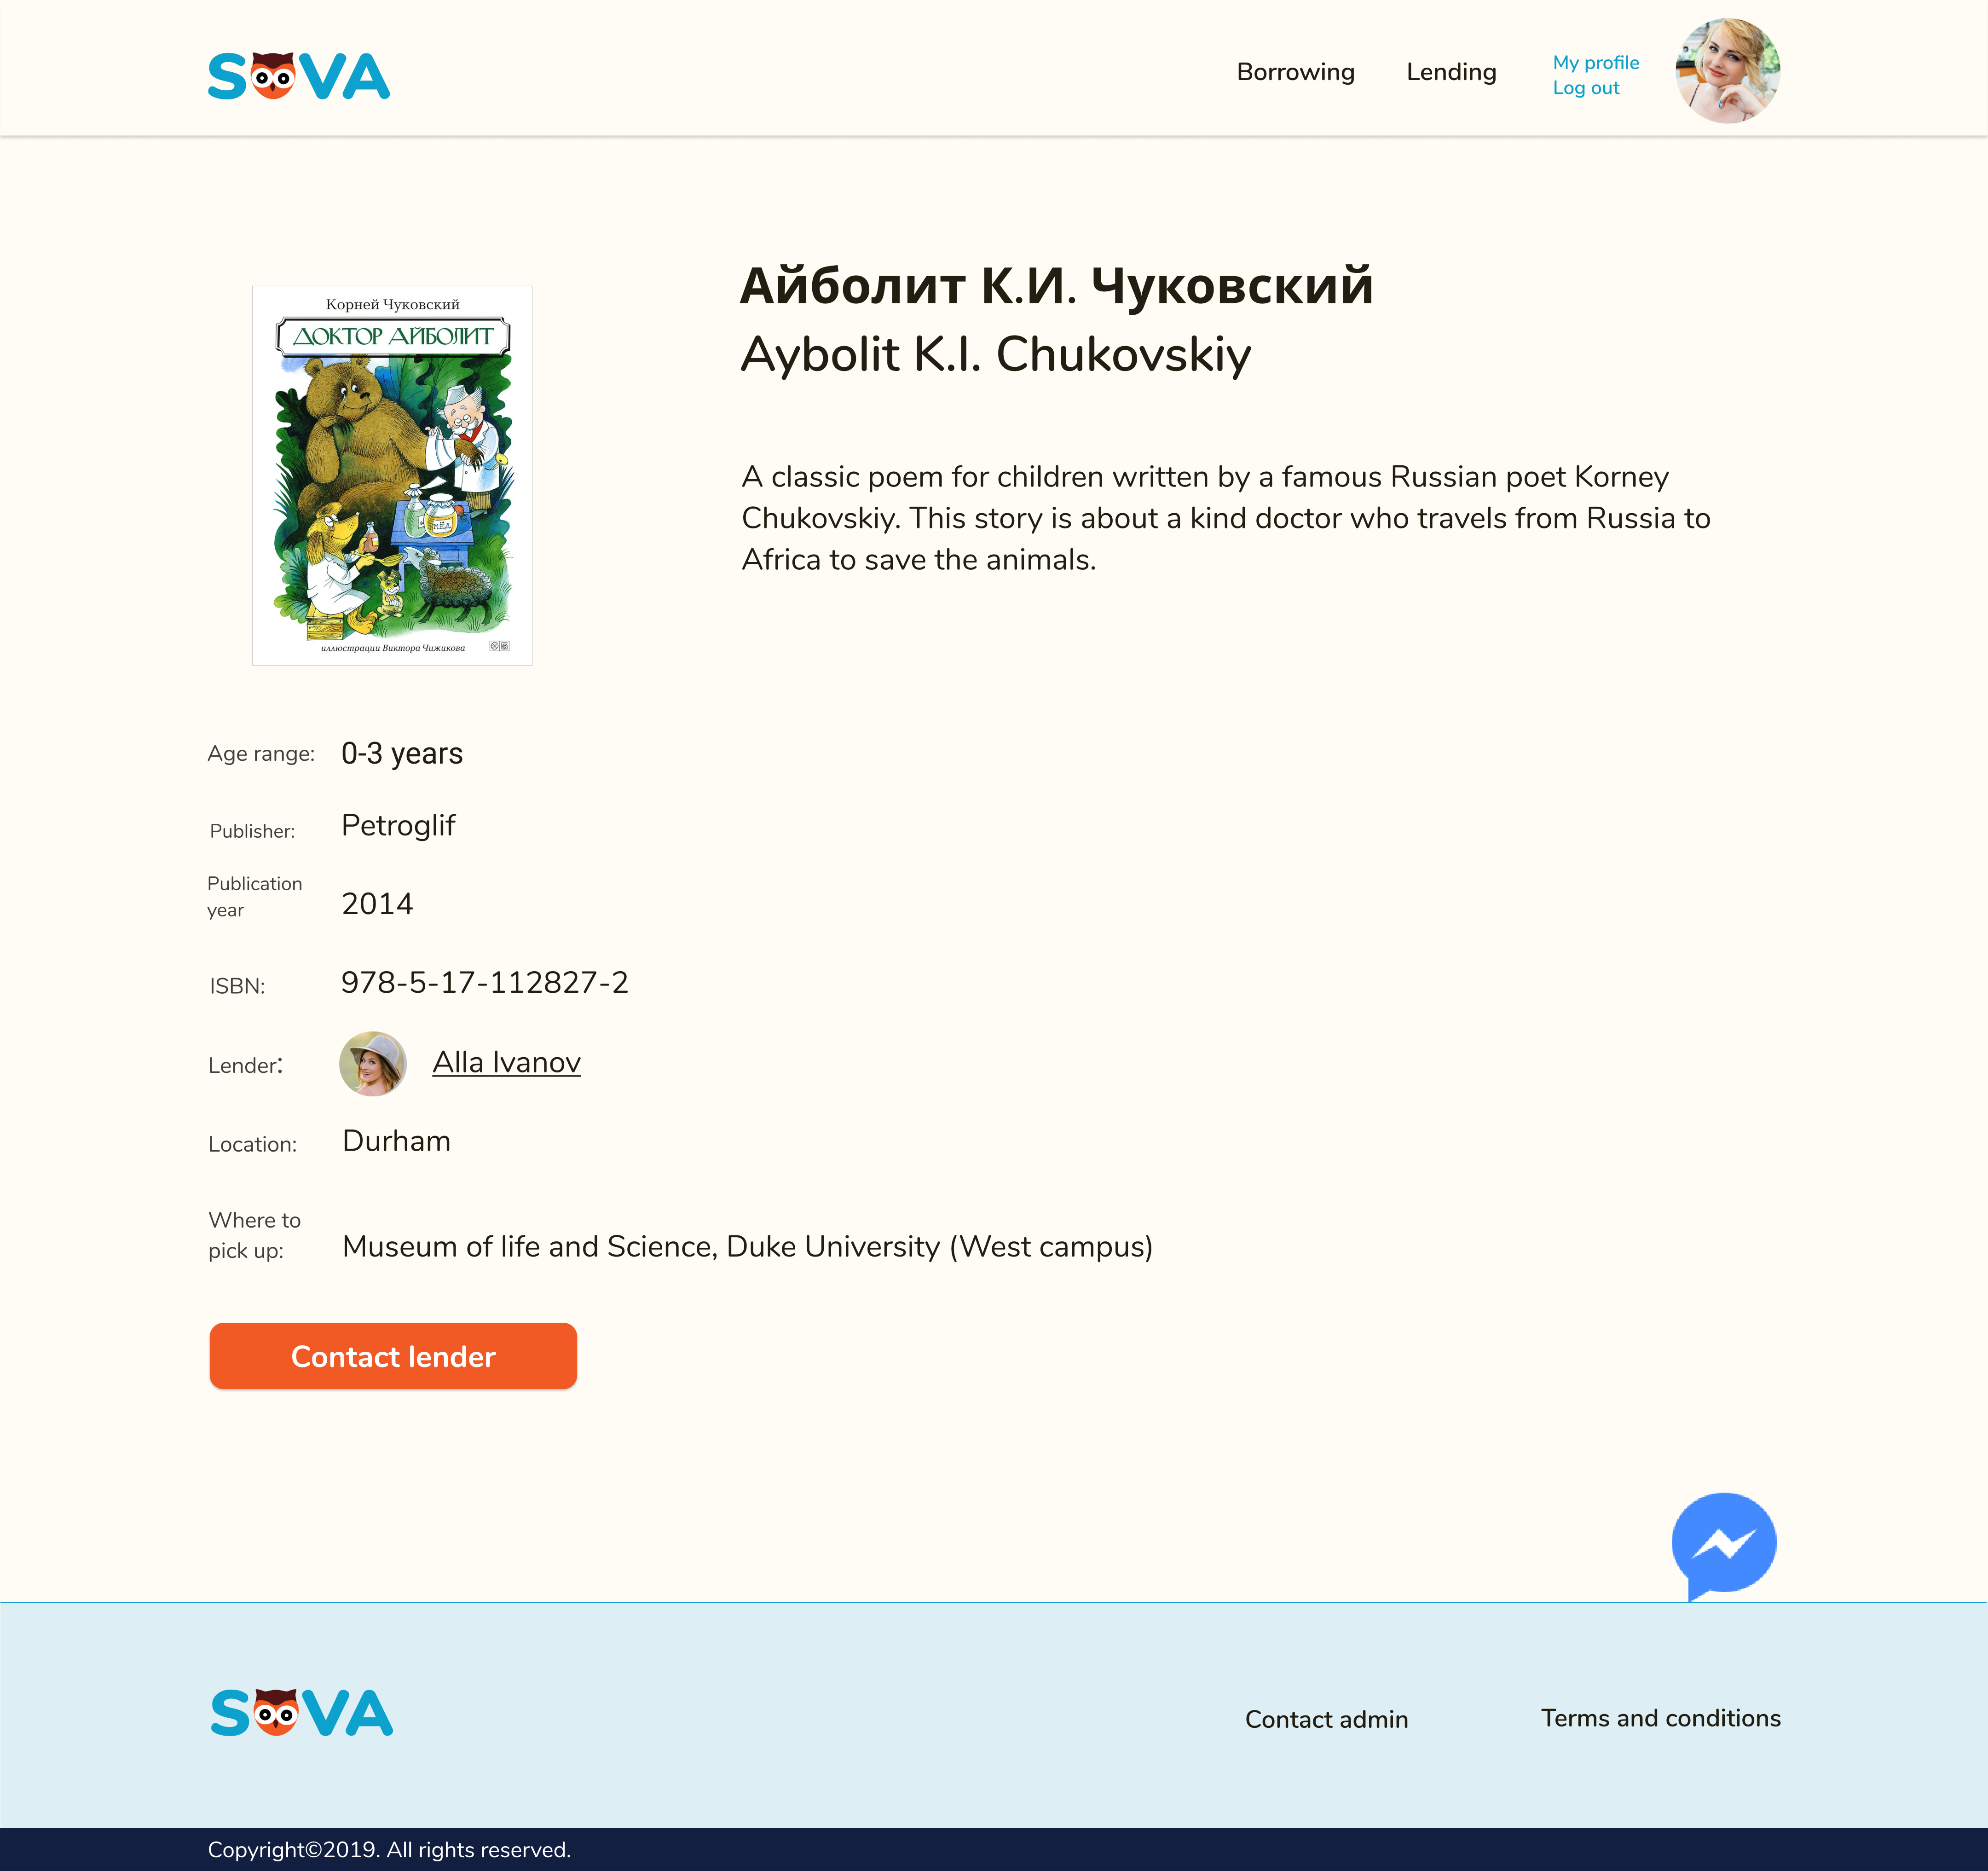 SOVA
Borrowing
Lending
My profile
Log out
Корней Чуковский
ДОКТОР АЙБОЛИТ
МЁД
иллюстрации Виктора Чижикова
Айболит К.И. Чуковский
Aybolit K.I. Chukovskiy
A classic poem for children written by a famous Russian poet Korney
Chukovskiy. This story is about a kind doctor who travels from Russia to
Africa to save the animals.
Age range: 0-3 years
Publisher: Petroglif
Publication
year 2014
ISBN: 978-5-17-112827-2
Lender: Alla Ivanov
Location: Durham
Where to
pick up: Museum of life and Science, Duke University (West campus)
Contact lender
SOVA
Contact admin
Terms and conditions
Copyright©2019. All rights reserved.